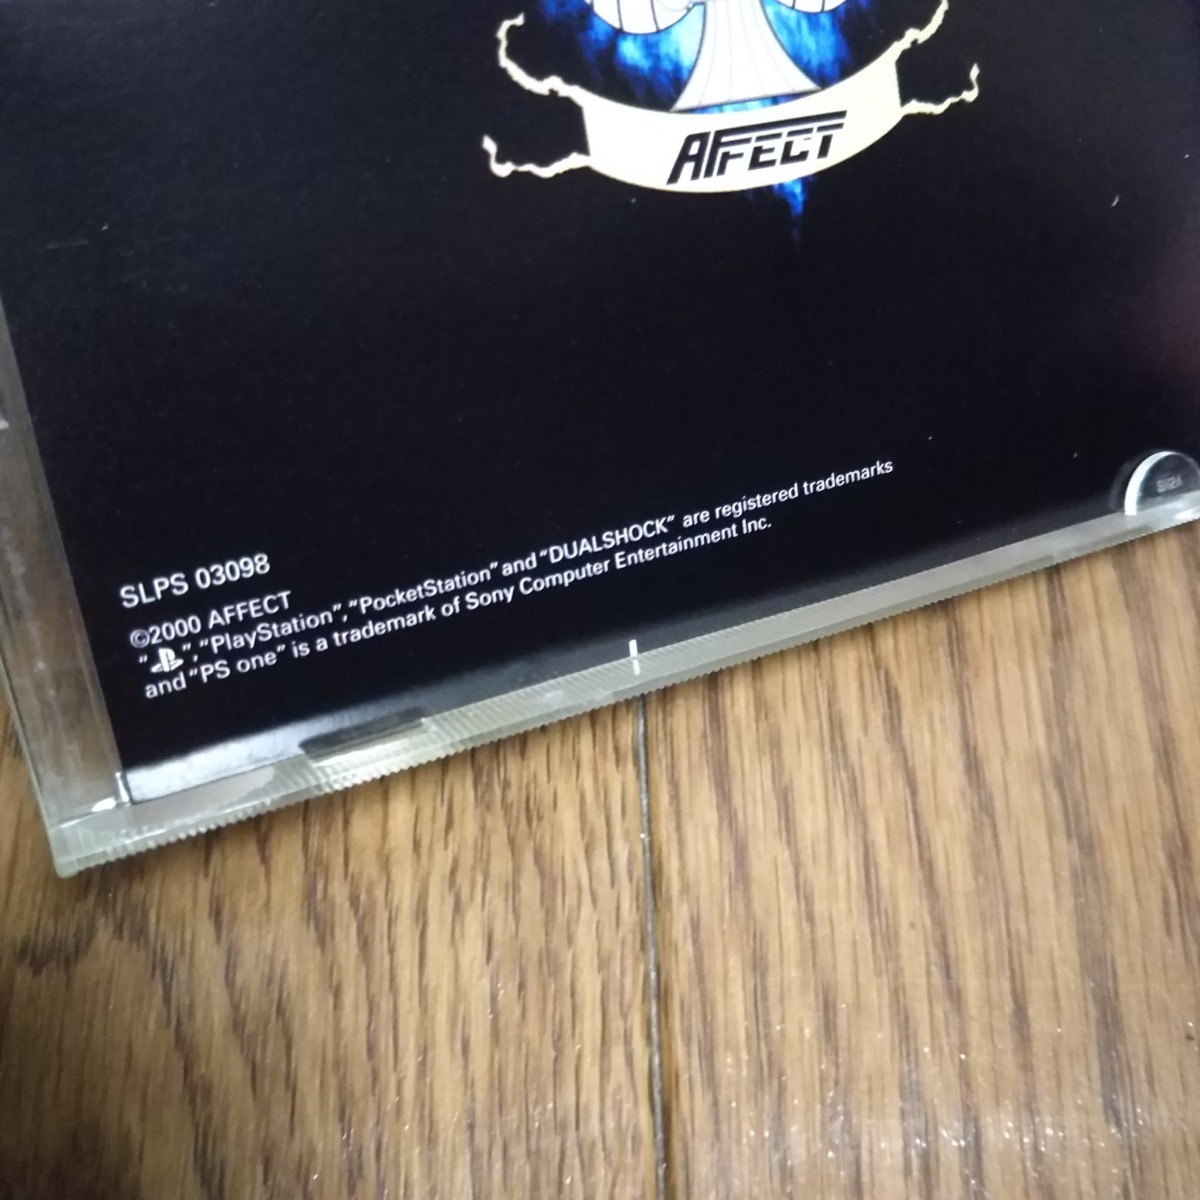 AFFECT
SLPS 03098
©2000 AFFECT
" ","PlayStation","PocketStation"and"DUALSHOCK" are registered trademarks
and"PS one" is a trademark of Sony Computer Entertainment Inc.